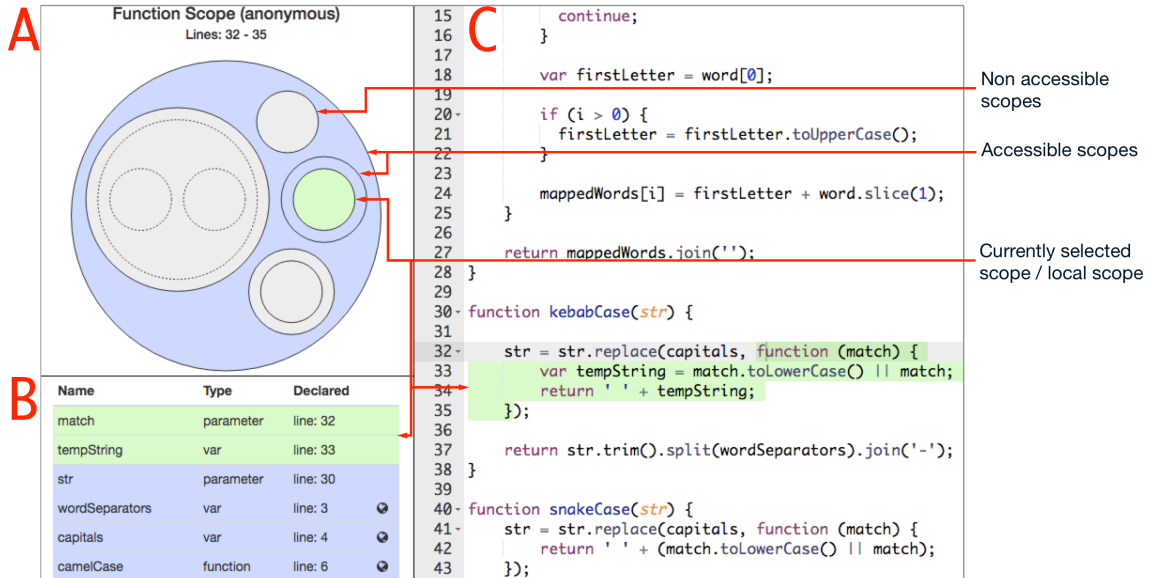 A
Function Scope (anonymous)
Lines: 32 - 35
B
Name Type Declared
match parameter line: 32
tempString var line: 33
str parameter line: 30
wordSeparators var line: 3
capitals var line: 4
camelCase function line: 6
C
15 continue;
16 }
17
18 var firstLetter = word[0];
19
20 if (i > 0) {
21 firstLetter = firstLetter.toUpperCase();
22 }
23
24 mappedWords[i] = firstLetter + word.slice(1);
25 }
26
27 return mappedWords.join('');
28 }
29
30 function kebabCase(str) {
31
32 str = str.replace(capitals, function (match) {
33 var tempString = match.toLowerCase() || match;
34 return ' ' + tempString;
35 });
36
37 return str.trim().split(wordSeparators).join('-');
38 }
39
40 function snakeCase(str) {
41 str = str.replace(capitals, function (match) {
42 return ' ' + (match.toLowerCase() || match);
43 });
Non accessible
scopes
Accessible scopes
Currently selected
scope / local scope